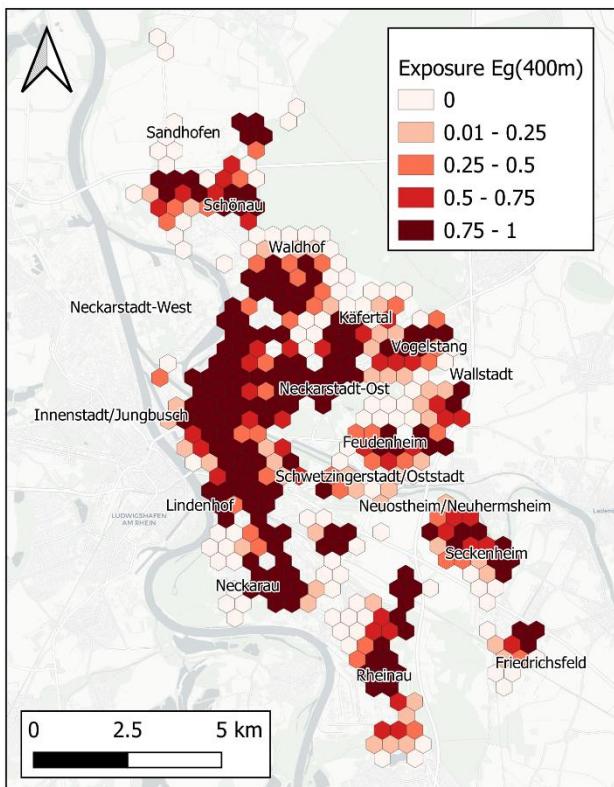 Exposure Eg(400m)
0
0.01 - 0.25
0.25 - 0.5
0.5 - 0.75
0.75 - 1
Sandhofen
Schönau
Waldhof
Neckarstadt-West
Käfertal
Vogelstang
Wallstadt
Neckarstadt-Ost
Innenstadt/Jungbusch
Feudenheim
Schwetzingerstadt/Oststadt
Lindenhof
Neuostheim/Neuhermsheim
LUDWIGSHAFEN
AM RHEIN
Seckenheim
Neckarau
Friedrichsfeld
Rheinau
0 2.5 5 km